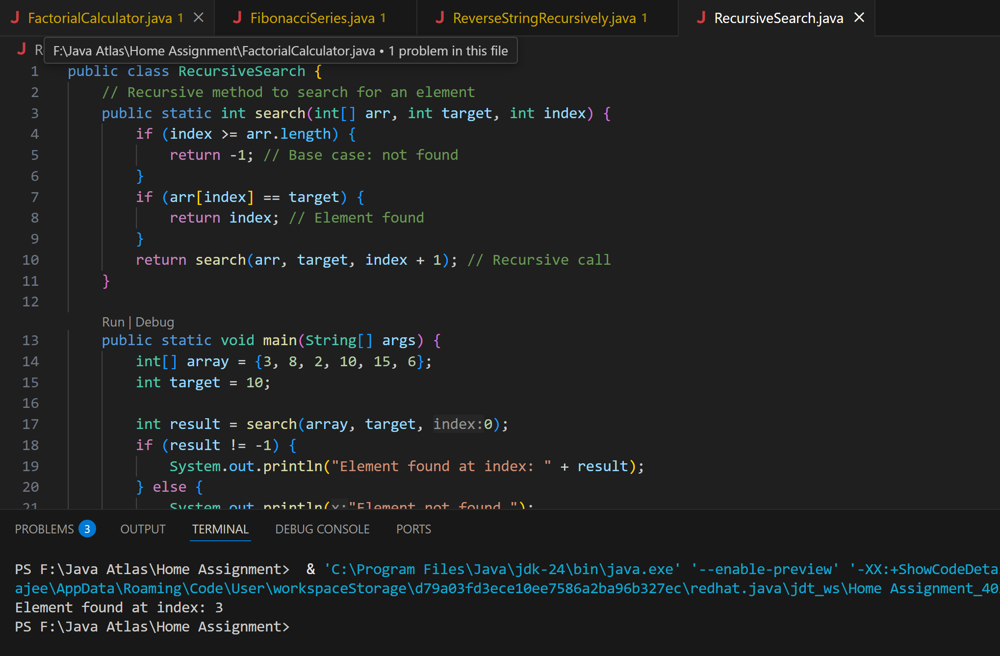 J FactorialCalculator.java 1 ×
J FibonacciSeries.java 1
J ReverseStringRecursively.java 1
J RecursiveSearch.java ×
J
F:\Java Atlas\Home Assignment\FactorialCalculator.java • 1 problem in this file
1 public class RecursiveSearch {
2     // Recursive method to search for an element
3     public static int search(int[] arr, int target, int index) {
4         if (index >= arr.length) {
5             return -1; // Base case: not found
6         }
7         if (arr[index] == target) {
8             return index; // Element found
9         }
10         return search(arr, target, index + 1); // Recursive call
11     }
12
Run | Debug
13     public static void main(String[] args) {
14         int[] array = {3, 8, 2, 10, 15, 6};
15         int target = 10;
16
17         int result = search(array, target, index:0);
18         if (result != -1) {
19             System.out.println("Element found at index: " + result);
20         } else {
21             System.out.println(x:"Element not found.");
PROBLEMS 3 OUTPUT TERMINAL DEBUG CONSOLE PORTS
PS F:\Java Atlas\Home Assignment>  & 'C:\Program Files\Java\jdk-24\bin\java.exe' '--enable-preview' '-XX:+ShowCodeDeta
ajee\AppData\Roaming\Code\User\workspaceStorage\d79a03fd3ece10ee7586a2ba96b327ec\redhat.java\jdt_ws\Home Assignment_40
Element found at index: 3
PS F:\Java Atlas\Home Assignment>